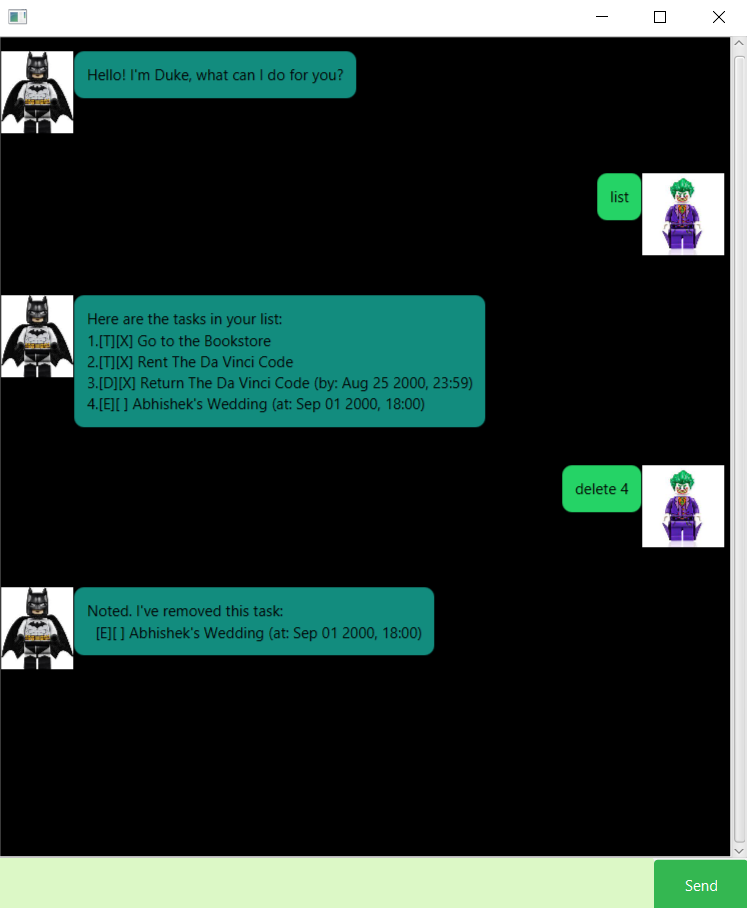 Hello! I'm Duke, what can I do for you?
list
Here are the tasks in your list:
1.[T][X] Go to the Bookstore
2.[T][X] Rent The Da Vinci Code
3.[D][X] Return The Da Vinci Code (by: Aug 25 2000, 23:59)
4.[E][ ] Abhishek's Wedding (at: Sep 01 2000, 18:00)
delete 4
Noted. I've removed this task:
[E][ ] Abhishek's Wedding (at: Sep 01 2000, 18:00)
Send